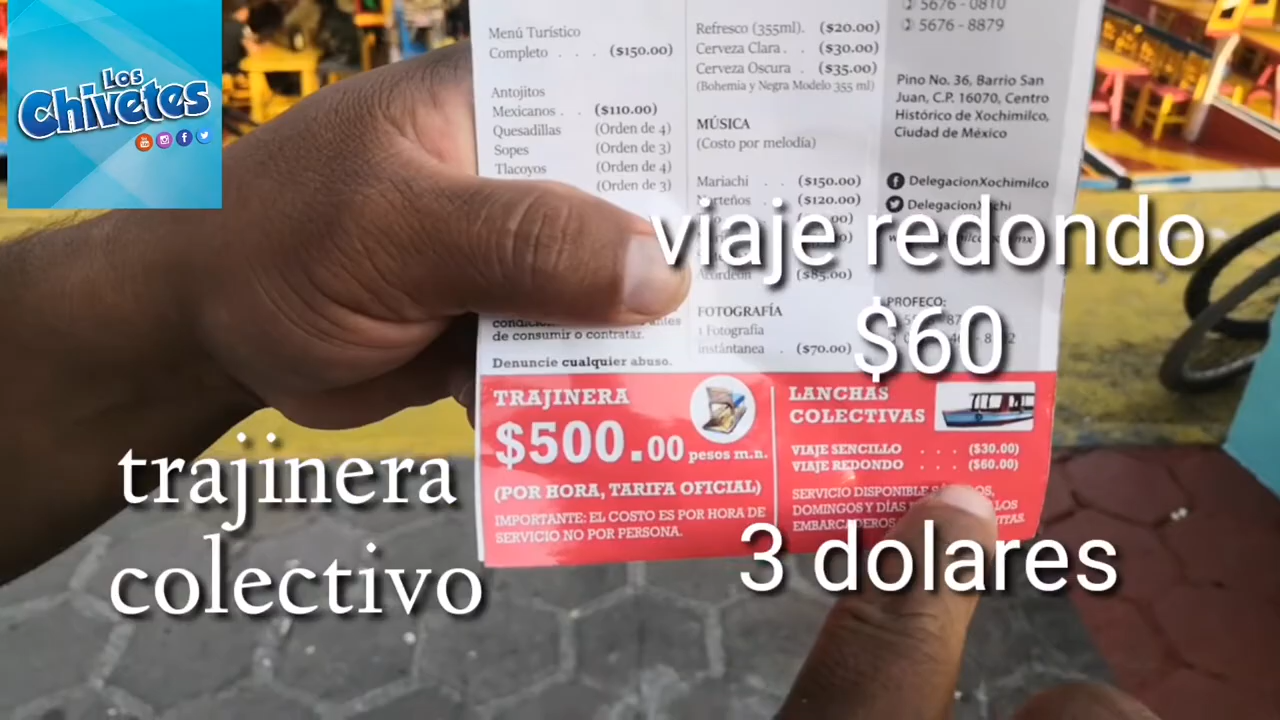 Los
Chivetes
Menú Turístico
Completo . . . ($150.00)
Antojitos
Mexicanos . . ($110.00)
Quesadillas (Orden de 4)
Sopes (Orden de 3)
Tlacoyos (Orden de 4)
(Orden de 3)
de consumir o contratar.
Denuncie cualquier abuso.
Refresco (355ml). ($20.00)
Cerveza Clara . ($30.00)
Cerveza Oscura . ($35.00)
(Bohemia y Negra Modelo 355 ml)
MÚSICA
(Costo por melodía)
Mariachi . . ($150.00)
Norteños . ($120.00)
Acordeón ($85.00)
FOTOGRAFÍA
1 Fotografía
instántanea . ($70.00)
5676 - 0810
5676 - 8879
Pino No. 36, Barrio San
Juan, C.P. 16070, Centro
Histórico de Xochimilco,
Ciudad de México
DelegacionXochimilco
PROFECO:
viaje redondo
$60
TRAJINERA
$500.00 pesos m.n.
(POR HORA, TARIFA OFICIAL)
IMPORTANTE: EL COSTO ES POR HORA DE
SERVICIO NO POR PERSONA.
LANCHAS
COLECTIVAS
VIAJE SENCILLO . . . ($30.00)
VIAJE REDONDO . . . ($60.00)
SERVICIO DISPONIBLE
DOMINGOS Y DÍAS
trajinera
colectivo
3 dolares